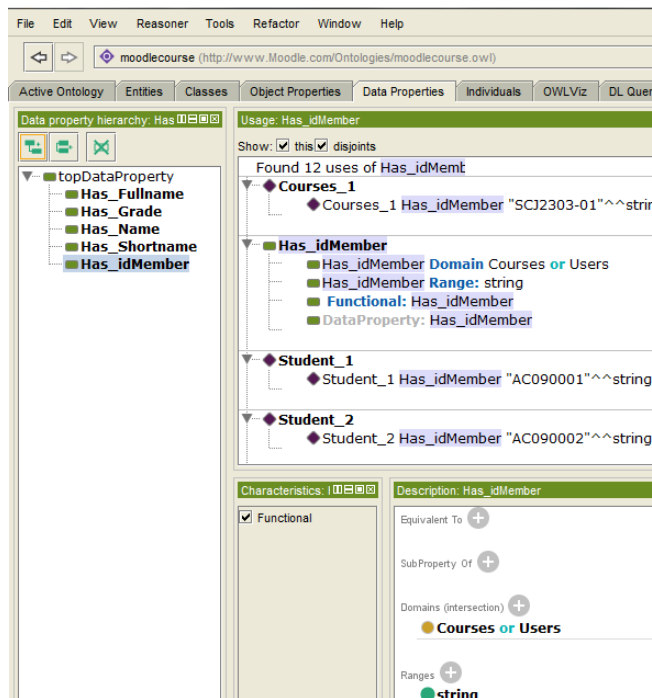 File Edit View Reasoner Tools Refactor Window Help
moodlecourse (http://www.Moodle.com/Ontologies/moodlecourse.owl)
Active Ontology Entities Classes Object Properties Data Properties Individuals OWLViz DL Quer
Data property hierarchy: Has
topDataProperty
Has_Fullname
Has_Grade
Has_Name
Has_Shortname
Has_idMember
Usage: Has_idMember
Show: this disjoints
Found 12 uses of Has_idMemb
Courses_1
Courses_1 Has_idMember "SCJ2303-01"^^strin
Has_idMember
Has_idMember Domain Courses or Users
Has_idMember Range: string
Functional: Has_idMember
DataProperty: Has_idMember
Student_1
Student_1 Has_idMember "AC090001"^^string
Student_2
Student_2 Has_idMember "AC090002"^^string
Characteristics: I
Functional
Description: Has_idMember
Equivalent To
SubProperty Of
Domains (intersection)
Courses or Users
Ranges
string